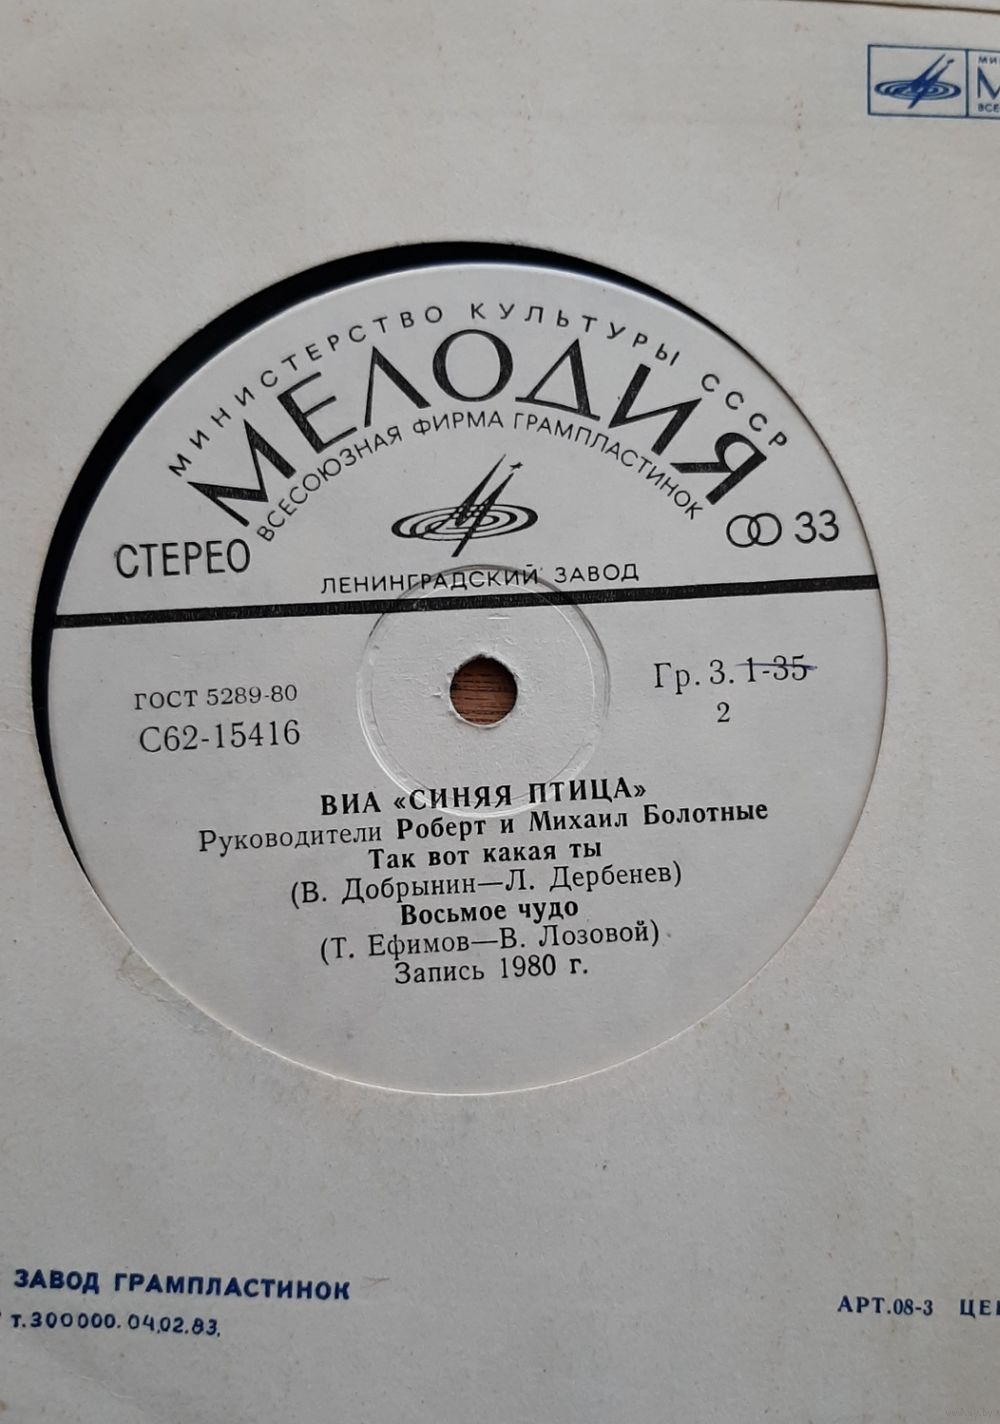 МИНИСТЕРСТВО КУЛЬТУРЫ СССР
МЕЛОДИЯ
ВСЕСОЮЗНАЯ ФИРМА ГРАМПЛАСТИНОК
СТЕРЕО
33
ЛЕНИНГРАДСКИЙ ЗАВОД
ГОСТ 5289-80
Гр. 3. 1-35
С62-15416
2
ВИА «СИНЯЯ ПТИЦА»
Руководители Роберт и Михаил Болотные
Так вот какая ты
(В. Добрынин—Л. Дербенев)
Восьмое чудо
(Т. Ефимов—В. Лозовой)
Запись 1980 г.
ЗАВОД ГРАМПЛАСТИНОК
т.300000. 04.02.83.
АРТ.08-3